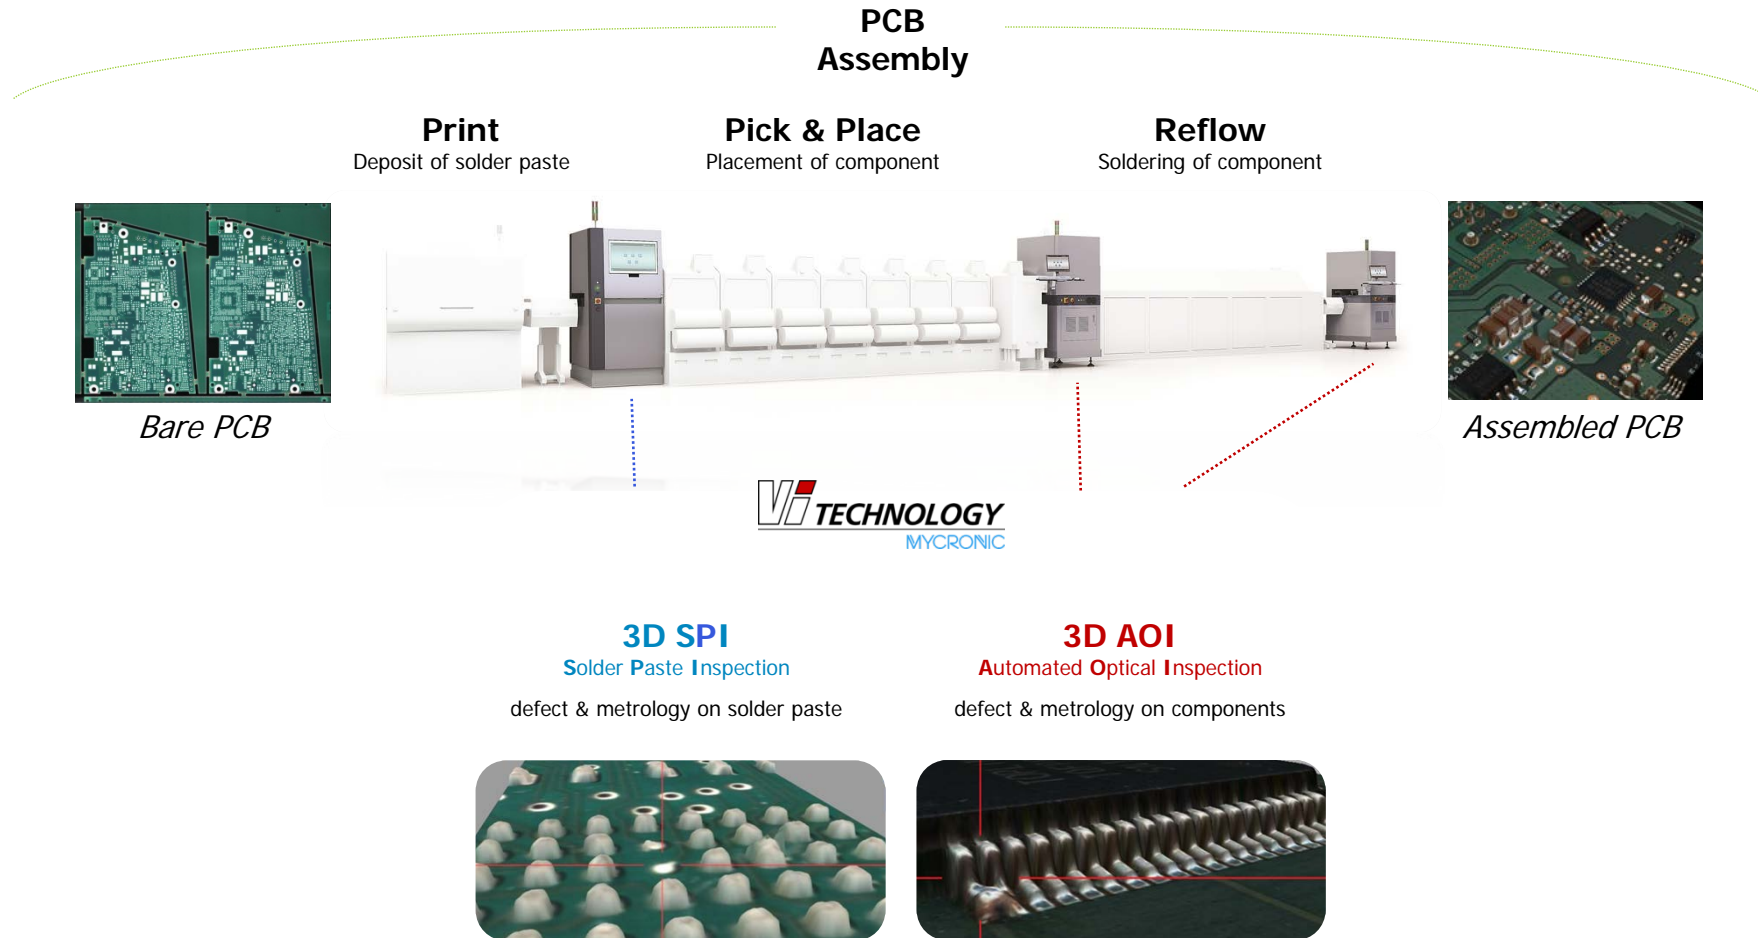 PCB
Assembly
Print
Deposit of solder paste
Pick & Place
Placement of component
Reflow
Soldering of component
Bare PCB
Assembled PCB
Vi TECHNOLOGY
MYCRONIC
3D SPI
Solder Paste Inspection
defect & metrology on solder paste
3D AOI
Automated Optical Inspection
defect & metrology on components